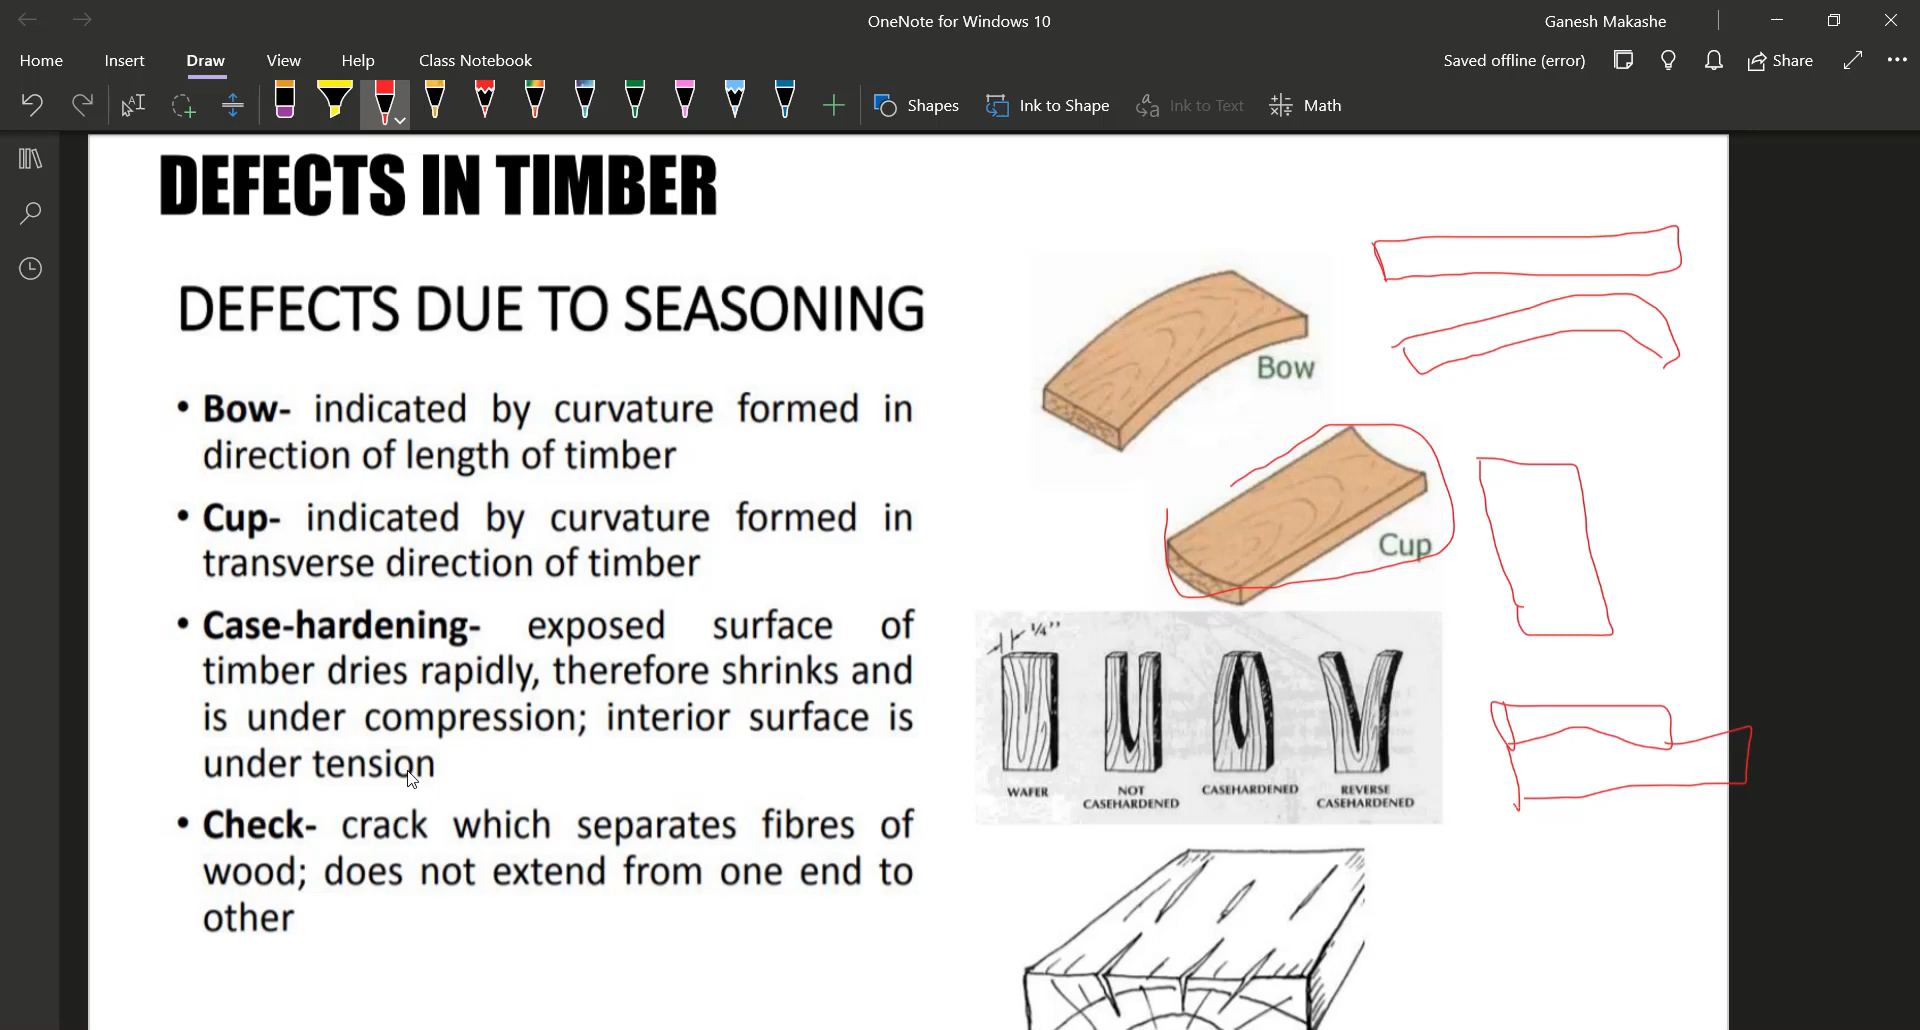 OneNote for Windows 10
Ganesh Makashe
Home Insert Draw View Help Class Notebook
Saved offline (error) Share
Shapes Ink to Shape Ink to Text Math
DEFECTS IN TIMBER
DEFECTS DUE TO SEASONING
• Bow- indicated by curvature formed in
direction of length of timber
• Cup- indicated by curvature formed in
transverse direction of timber
• Case-hardening- exposed surface of
timber dries rapidly, therefore shrinks and
is under compression; interior surface is
under tension
• Check- crack which separates fibres of
wood; does not extend from one end to
other
Bow
Cup
1/4"
WAFER
NOT
CASEHARDENED
CASEHARDENED
REVERSE
CASEHARDENED